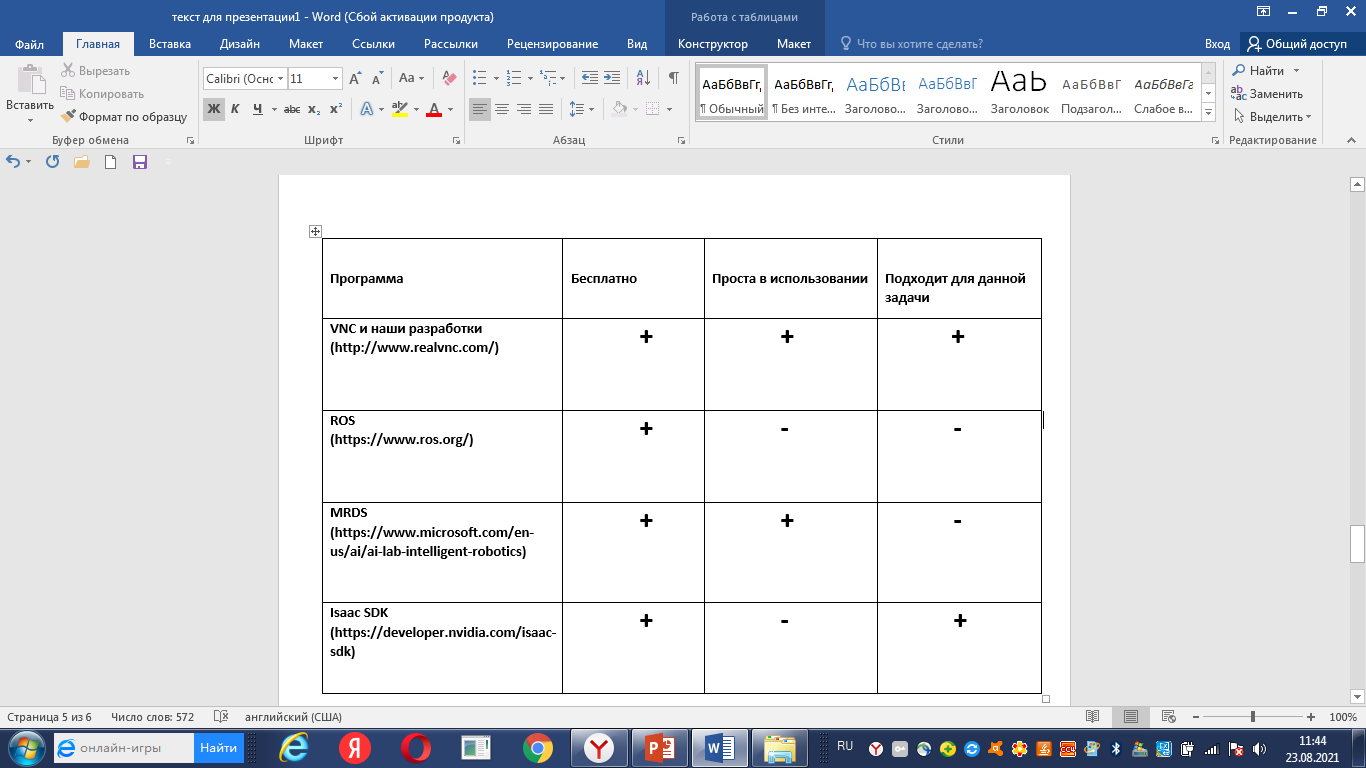 текст для презентации1 - Word (Сбой активации продукта)
Работа с таблицами
Файл Главная Вставка Дизайн Макет Ссылки Рассылки Рецензирование Вид Конструктор Макет Что вы хотите сделать? Вход Общий доступ
Вставить
Вырезать
Копировать
Формат по образцу
Буфер обмена
Calibri (Оснс 11
Ж К Ч abc x₂ x²
Шрифт
Абзац
АаБбВвГг, АаБбВвГг, АаБбВı АаБбВвГ АаЬ АаБбВвГ АаБбВвГг
¶ Обычный ¶ Без инте... Заголово... Заголово... Заголовок Подзагол... Слабое в...
Стили
Найти
Заменить
Выделить
Редактирование
Программа Бесплатно Проста в использовании Подходит для данной
задачи
VNC и наши разработки
(http://www.realvnc.com/)
+ + +
ROS
(https://www.ros.org/)
+ - -
MRDS
(https://www.microsoft.com/en-
us/ai/ai-lab-intelligent-robotics)
+ + -
Isaac SDK
(https://developer.nvidia.com/isaac-
sdk)
+ - +
Страница 5 из 6 Число слов: 572 английский (США) 100%
онлайн-игры Найти
RU
11:44
23.08.2021